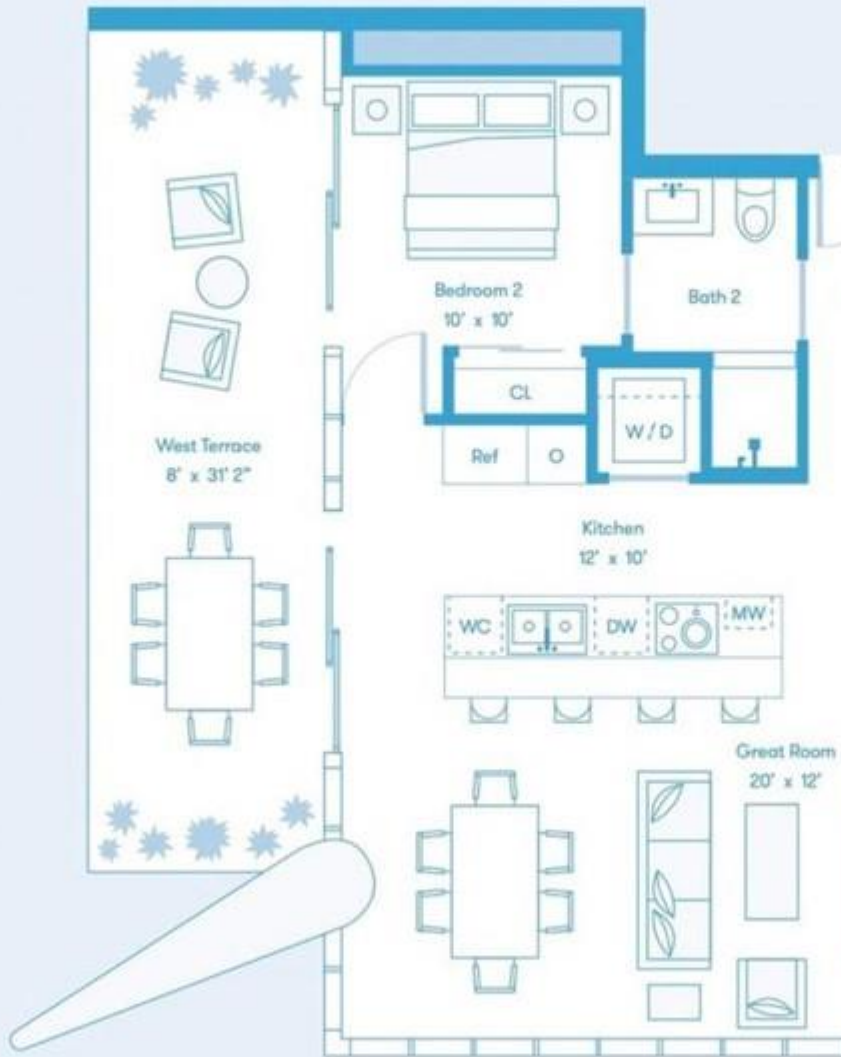 Bedroom 2
10' x 10'
Bath 2
CL
W / D
West Terrace
8' x 31' 2"
Ref
Kitchen
12' x 10'
WC
DW
MW
Great Room
20' x 12'